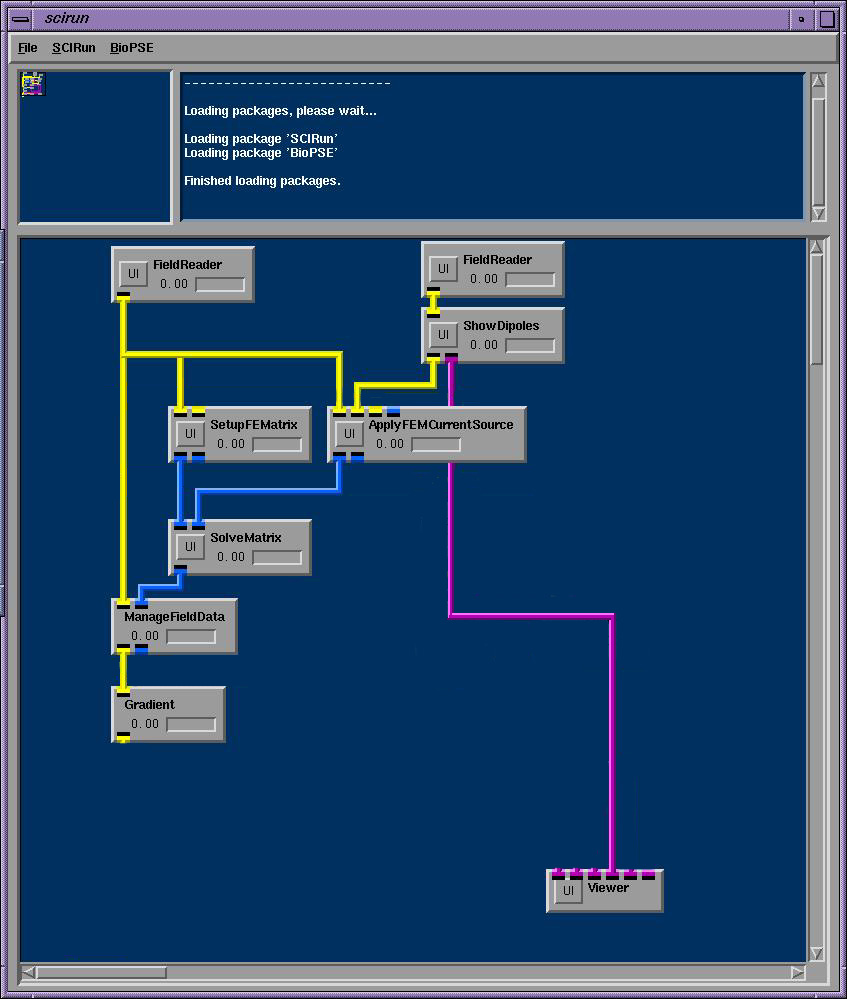 scirun
File SCIRun BioPSE
---------------------------
Loading packages, please wait...
Loading package 'SCIRun'
Loading package 'BioPSE'
Finished loading packages.
UI FieldReader
0.00
UI FieldReader
0.00
UI ShowDipoles
0.00
UI SetupFEMatrix
0.00
UI ApplyFEMCurrentSource
0.00
UI SolveMatrix
0.00
ManageFieldData
0.00
Gradient
0.00
UI Viewer